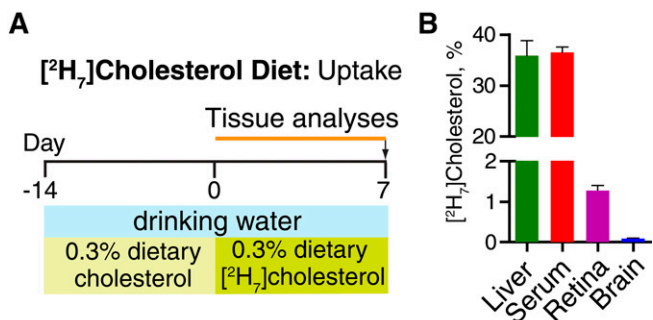 A
[²H₇]Cholesterol Diet: Uptake
Tissue analyses
Day
-14 0 7
drinking water
0.3% dietary
cholesterol
0.3% dietary
[²H₇]cholesterol
B
[²H₇]Cholesterol, %
40
30
20
2
1
0
Liver
Serum
Retina
Brain